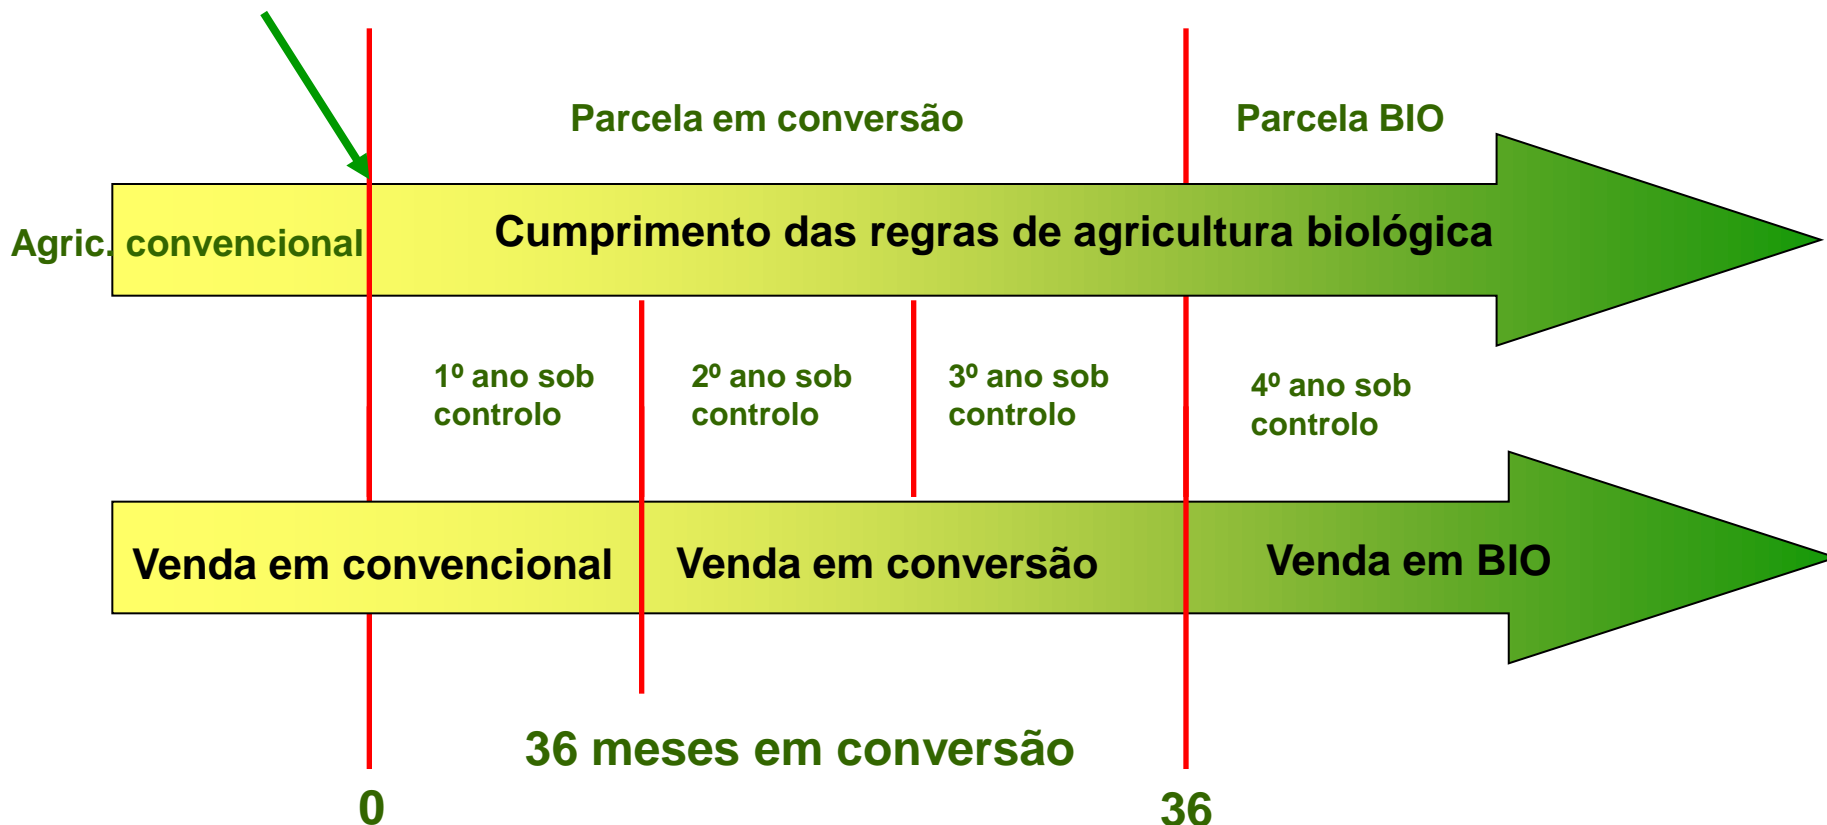 Parcela em conversão
Parcela BIO
Agric. convencional
Cumprimento das regras de agricultura biológica
1º ano sob
controlo
2º ano sob
controlo
3º ano sob
controlo
4º ano sob
controlo
Venda em convencional
Venda em conversão
Venda em BIO
36 meses em conversão
0
36